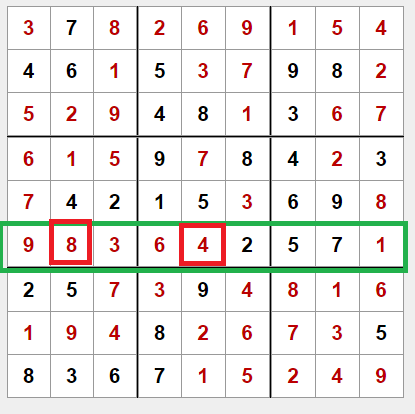 3 7 8 2 6 9 1 5 4
4 6 1 5 3 7 9 8 2
5 2 9 4 8 1 3 6 7
6 1 5 9 7 8 4 2 3
7 4 2 1 5 3 6 9 8
9 8 3 6 4 2 5 7 1
2 5 7 3 9 4 8 1 6
1 9 4 8 2 6 7 3 5
8 3 6 7 1 5 2 4 9